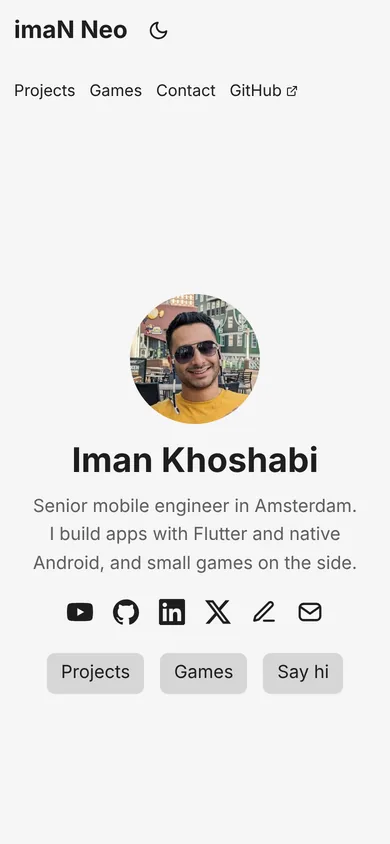 imaN Neo
Projects Games Contact GitHub
Iman Khoshabi
Senior mobile engineer in Amsterdam.
I build apps with Flutter and native
Android, and small games on the side.
Projects Games Say hi